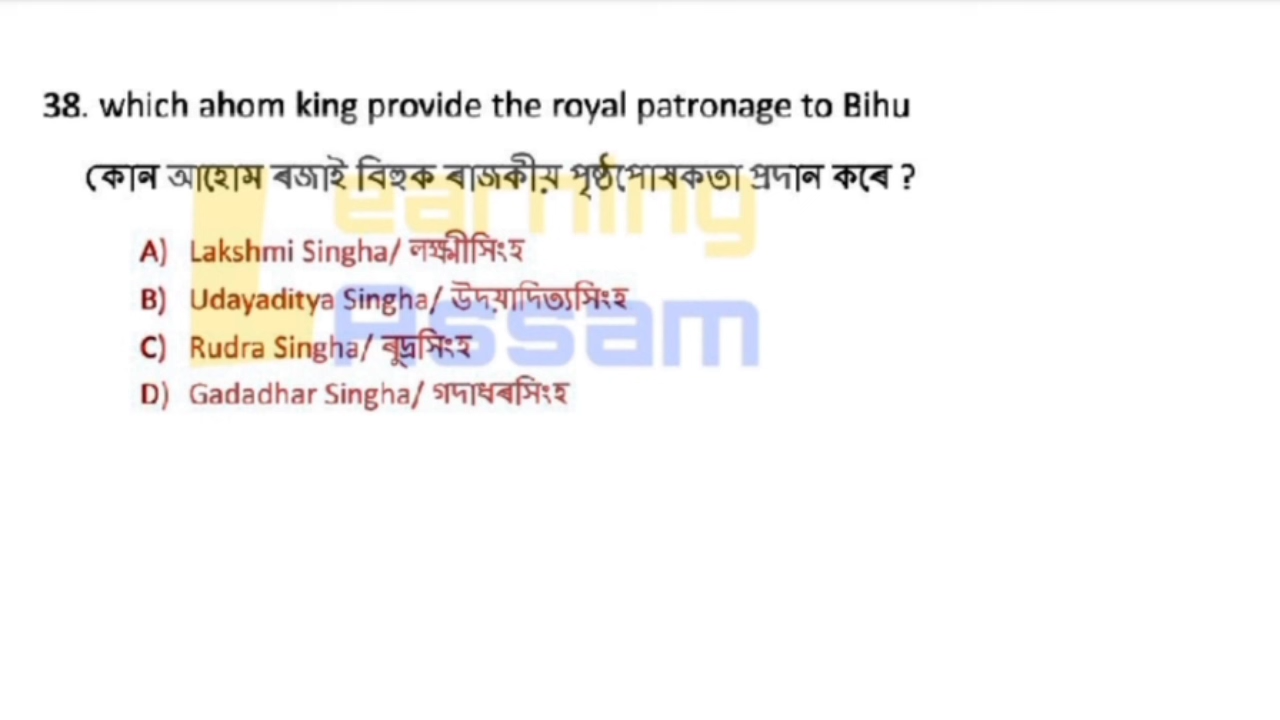 38. which ahom king provide the royal patronage to Bihu
কোন আহোম ৰজাই বিহুক ৰাজকীয় পৃষ্ঠপোষকতা প্ৰদান কৰে ?
A) Lakshmi Singha/ লক্ষ্মীসিংহ
B) Udayaditya Singha/ উদয়াদিত্যসিংহ
C) Rudra Singha/ ৰুদ্ৰসিংহ
D) Gadadhar Singha/ গদাধৰসিংহ
Learning
Assam